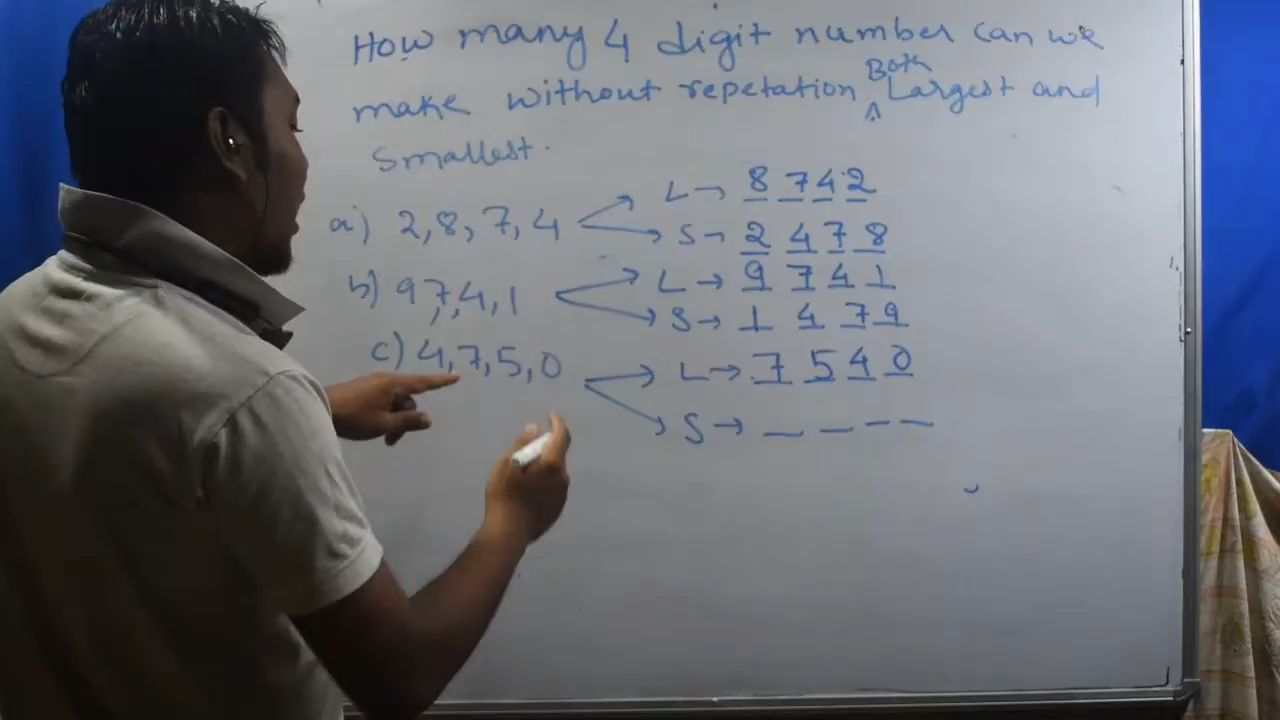 How many 4 digit number can we
make without repetation Both Largest and
Smallest.
a) 2,8,7,4 L→ 8 7 4 2
S→ 2 4 7 8
b) 9 7,4,1 L→ 9 7 4 1
S→ 1 4 7 9
c) 4,7,5,0 L→ 7 5 4 0
S→ _ _ _ _